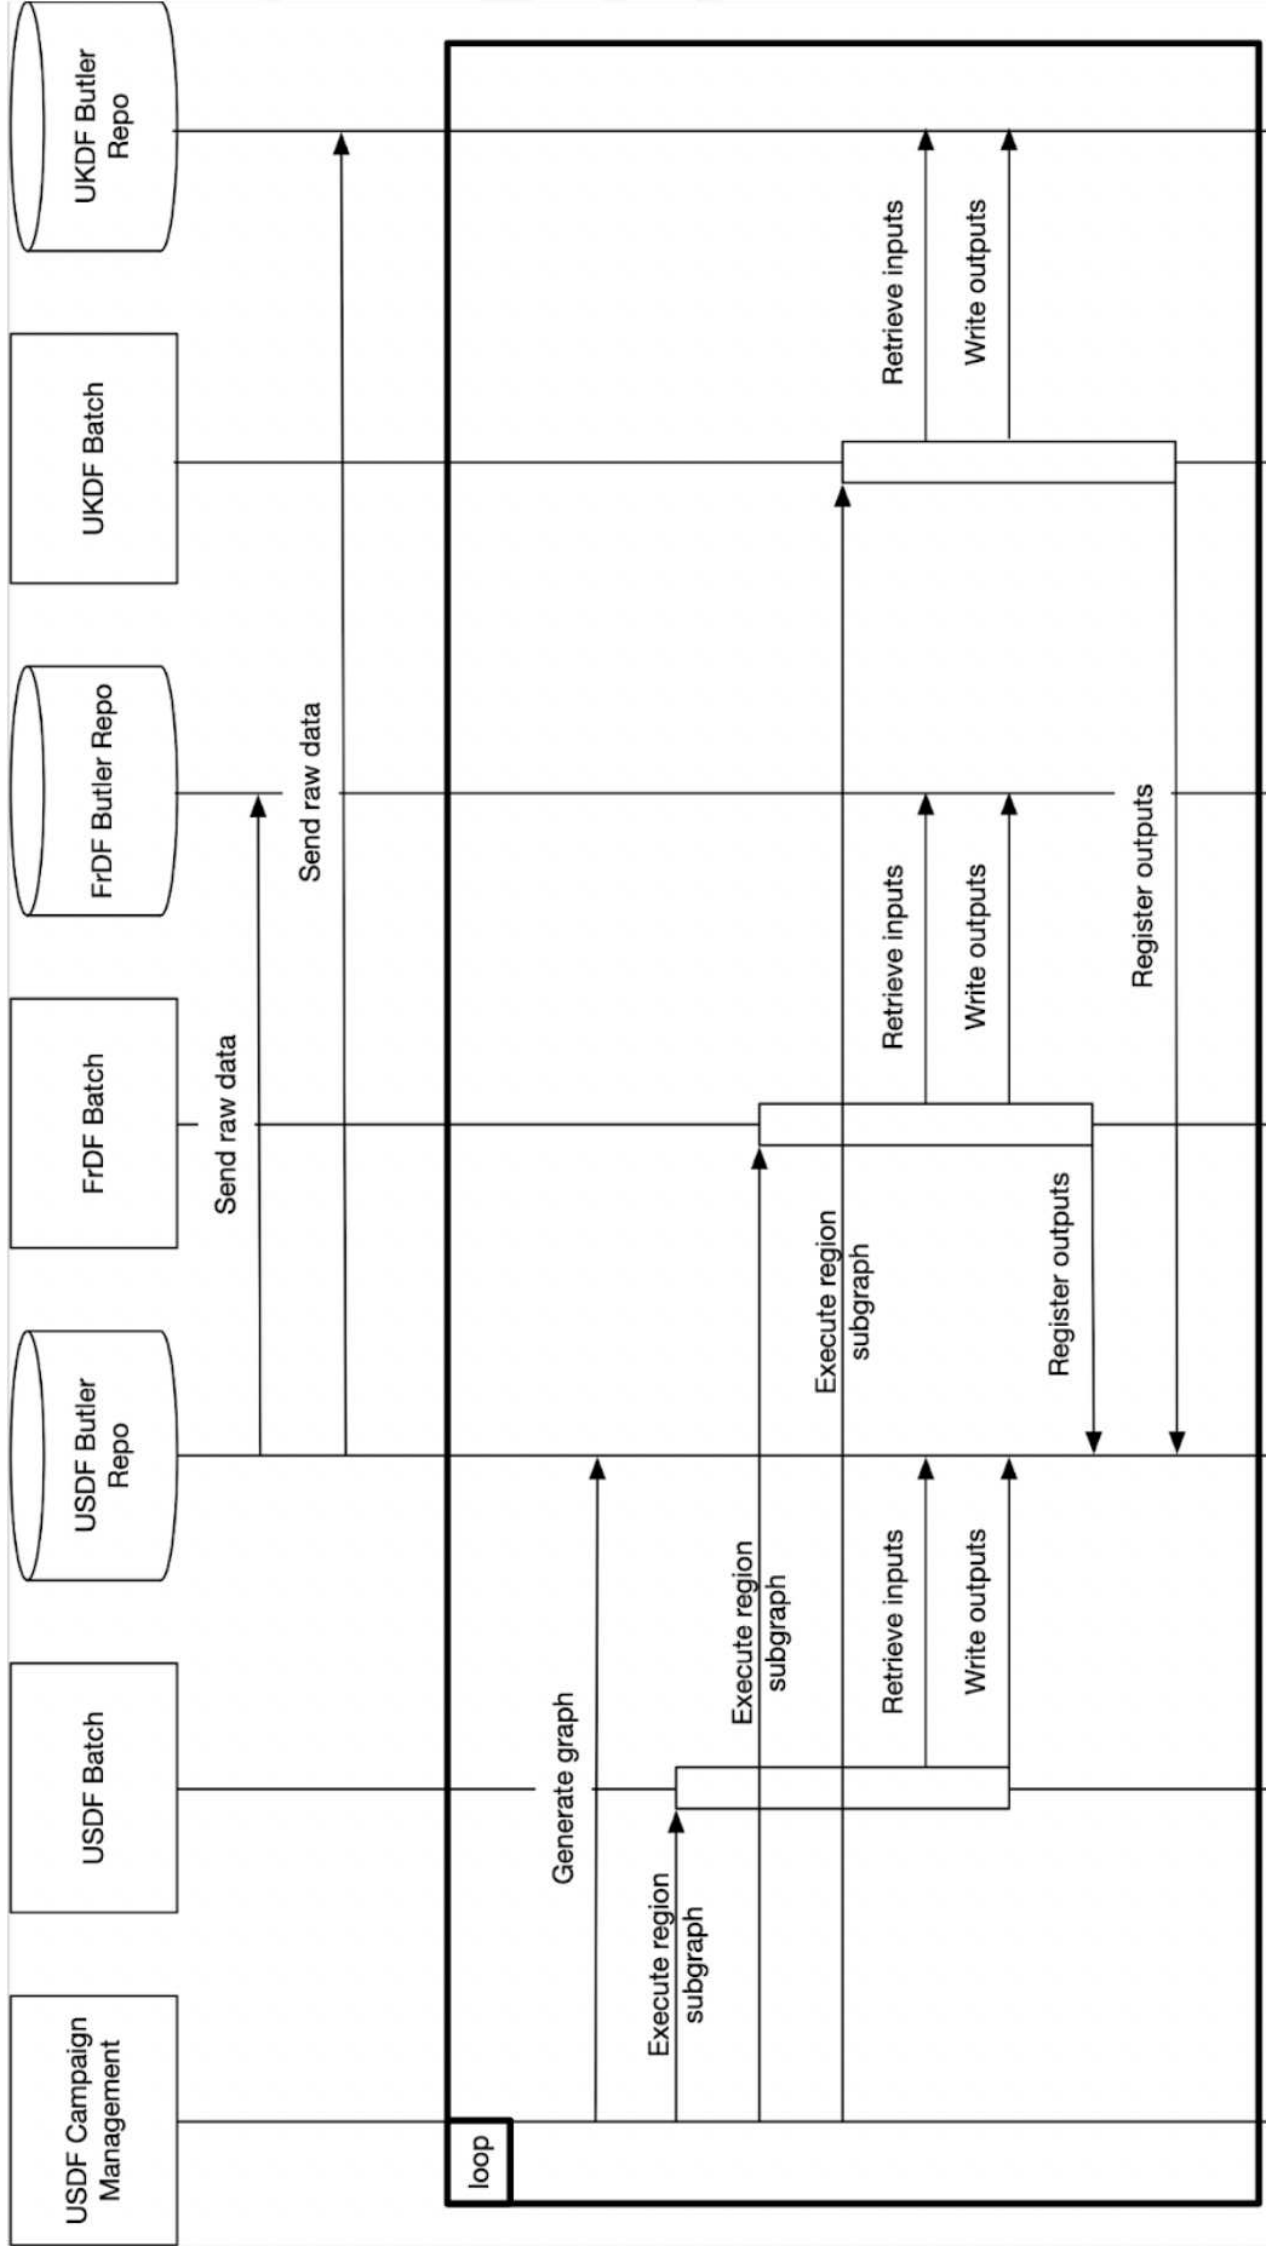 USDF Campaign
Management
USDF Batch
USDF Butler
Repo
FrDF Batch
FrDF Butler Repo
UKDF Batch
UKDF Butler
Repo
Send raw data
Send raw data
loop
Generate graph
Execute region
subgraph
Execute region
subgraph
Execute region
subgraph
Retrieve inputs
Retrieve inputs
Retrieve inputs
Write outputs
Write outputs
Write outputs
Register outputs
Register outputs